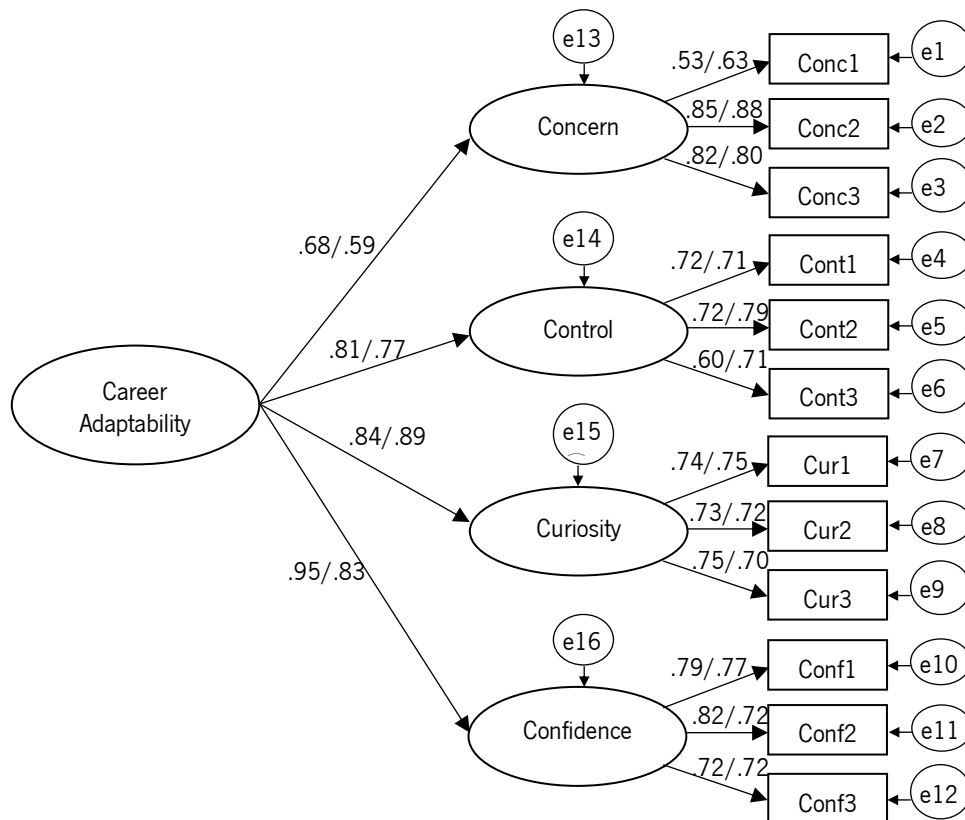 e13
.53/.63
Conc1
e1
Concern
.85/.88
Conc2
e2
.82/.80
Conc3
e3
.68/.59
e14
.72/.71
Cont1
e4
Control
.72/.79
Cont2
e5
.81/.77
.60/.71
Cont3
e6
Career
Adaptability
.84/.89
e15
.74/.75
Cur1
e7
Curiosity
.73/.72
Cur2
e8
.75/.70
Cur3
e9
.95/.83
e16
.79/.77
Conf1
e10
Confidence
.82/.72
Conf2
e11
.72/.72
Conf3
e12